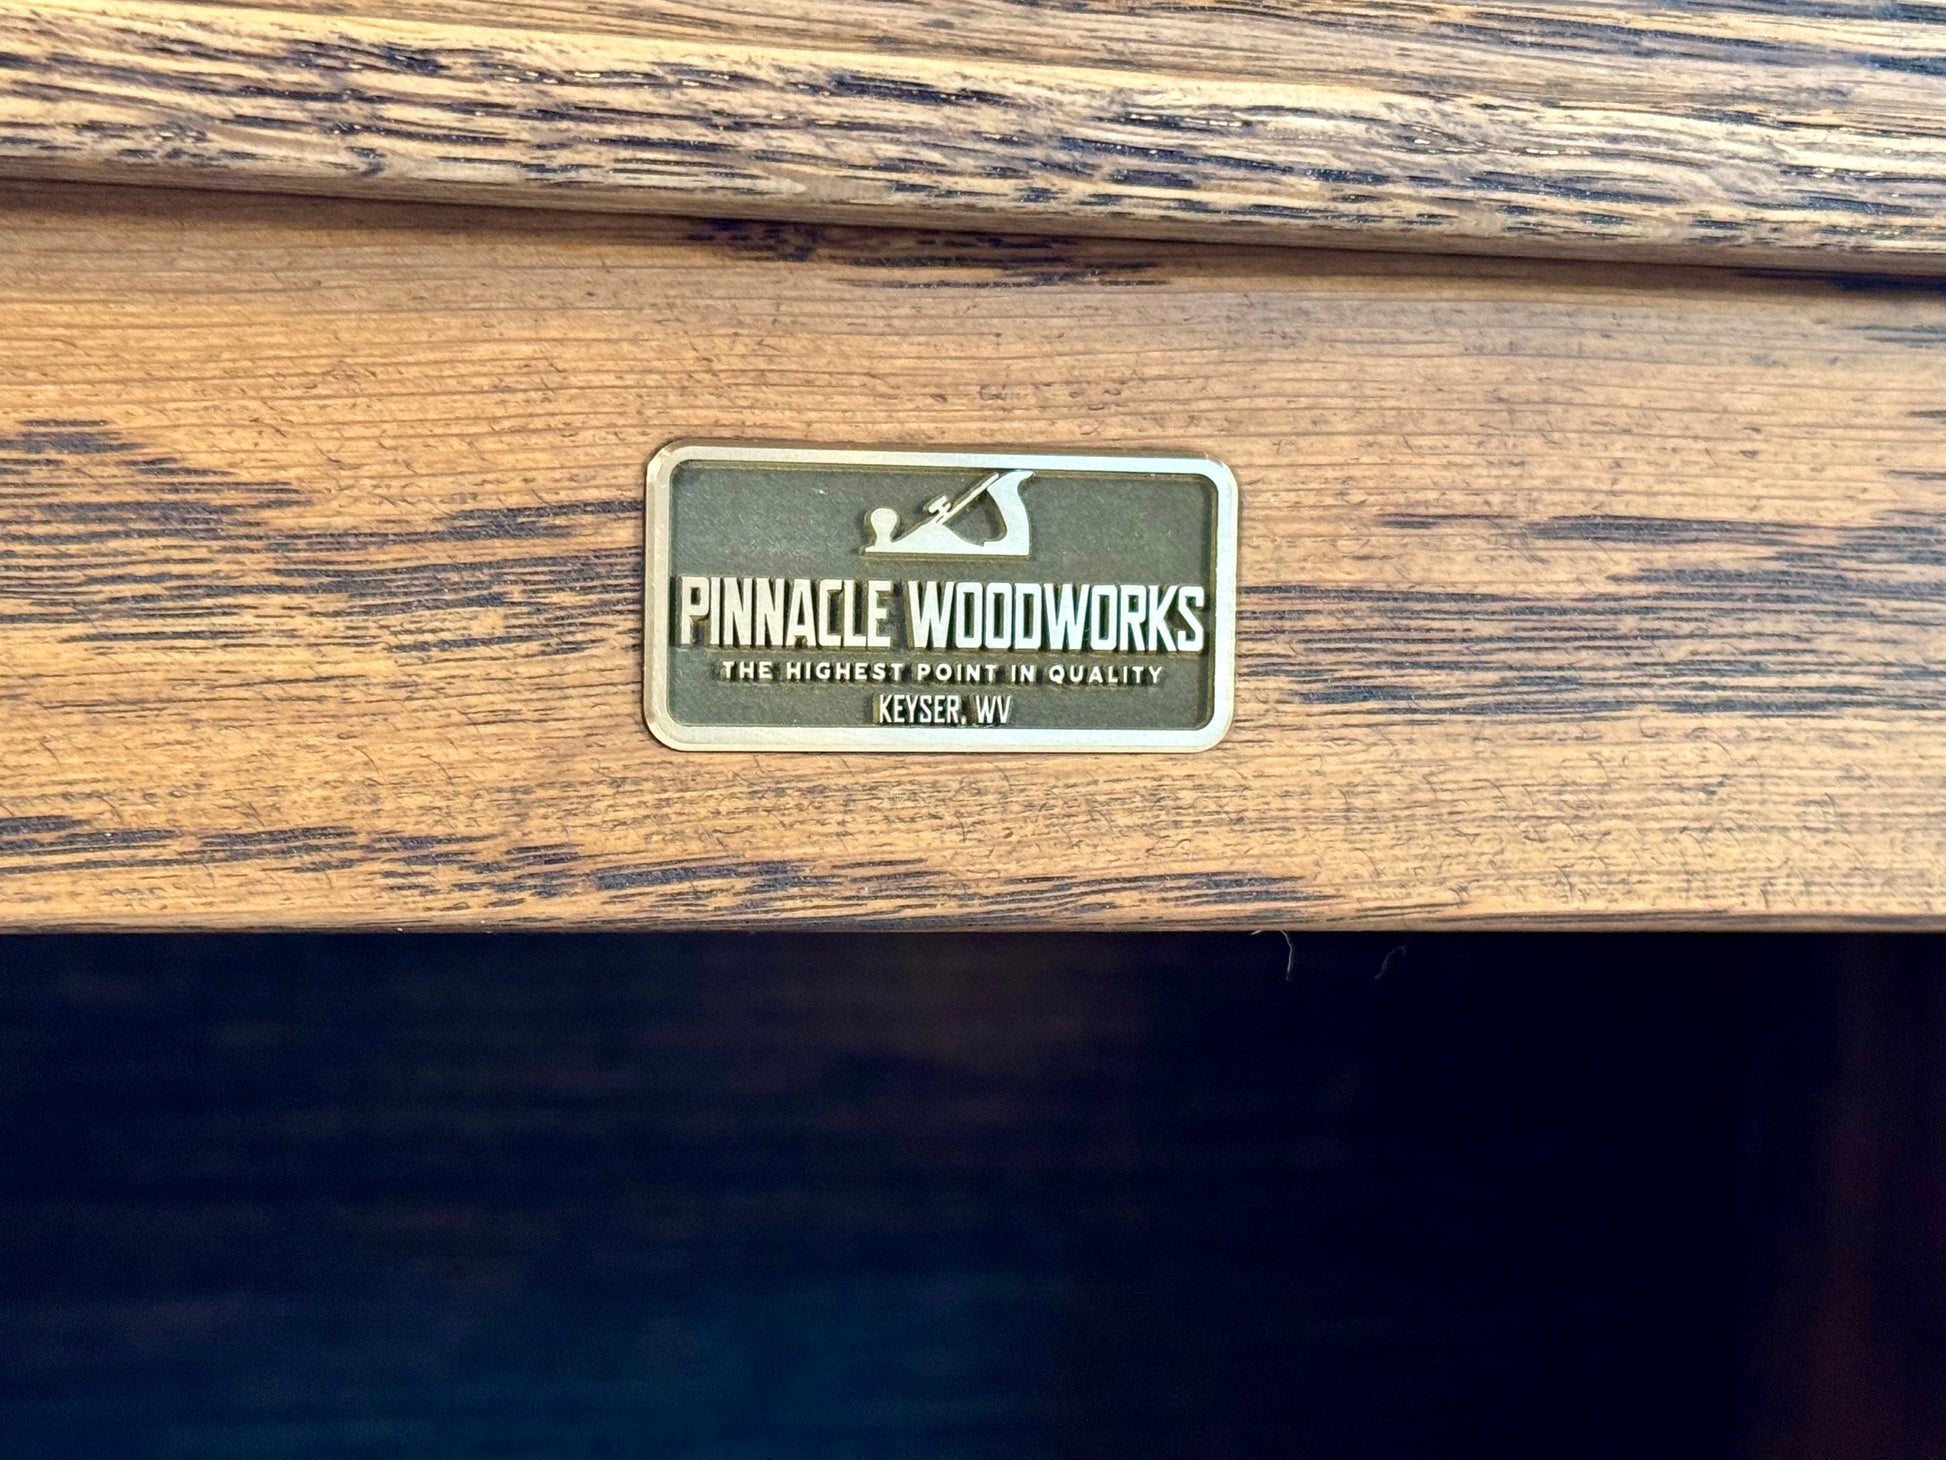 PINNACLE WOODWORKS
THE HIGHEST POINT IN QUALITY
KEYSER, WV